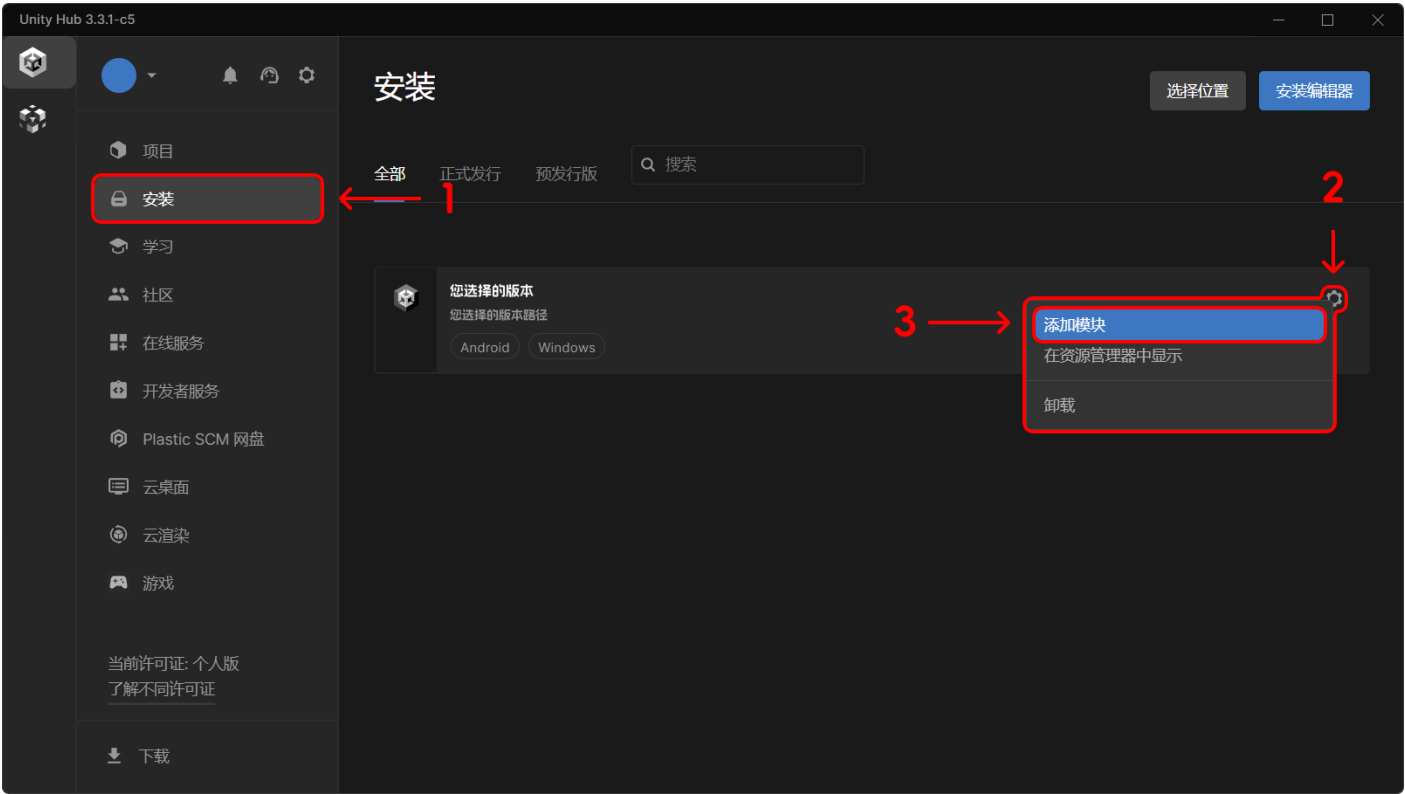 Unity Hub 3.3.1-c5
项目
安装
学习
社区
在线服务
开发者服务
Plastic SCM 网盘
云桌面
云渲染
游戏
当前许可证: 个人版
了解不同许可证
下载
安装
选择位置
安装编辑器
全部
正式发行
预发行版
搜索
1
2
您选择的版本
您选择的版本路径
Android
Windows
3
添加模块
在资源管理器中显示
卸载